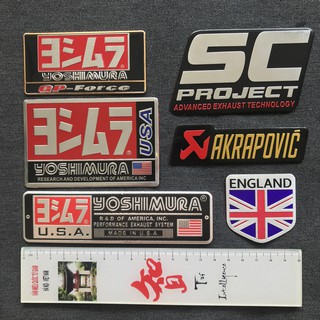 ヨシムラ
YOSHIMURA
GP-Force
SC
PROJECT
ADVANCED EXHAUST TECHNOLOGY
ヨシムラ
USA
YOSHIMURA
RESEARCH AND DEVELOPMENT OF AMERICA INC
AKRAPOVIČ
ENGLAND
ヨシムラ
U.S.A.
YOSHIMURA®
R&D OF AMERICA, INC.
PERFORMANCE EXHAUST SYSTEM
MADE IN U.S.A
智
Intelligence